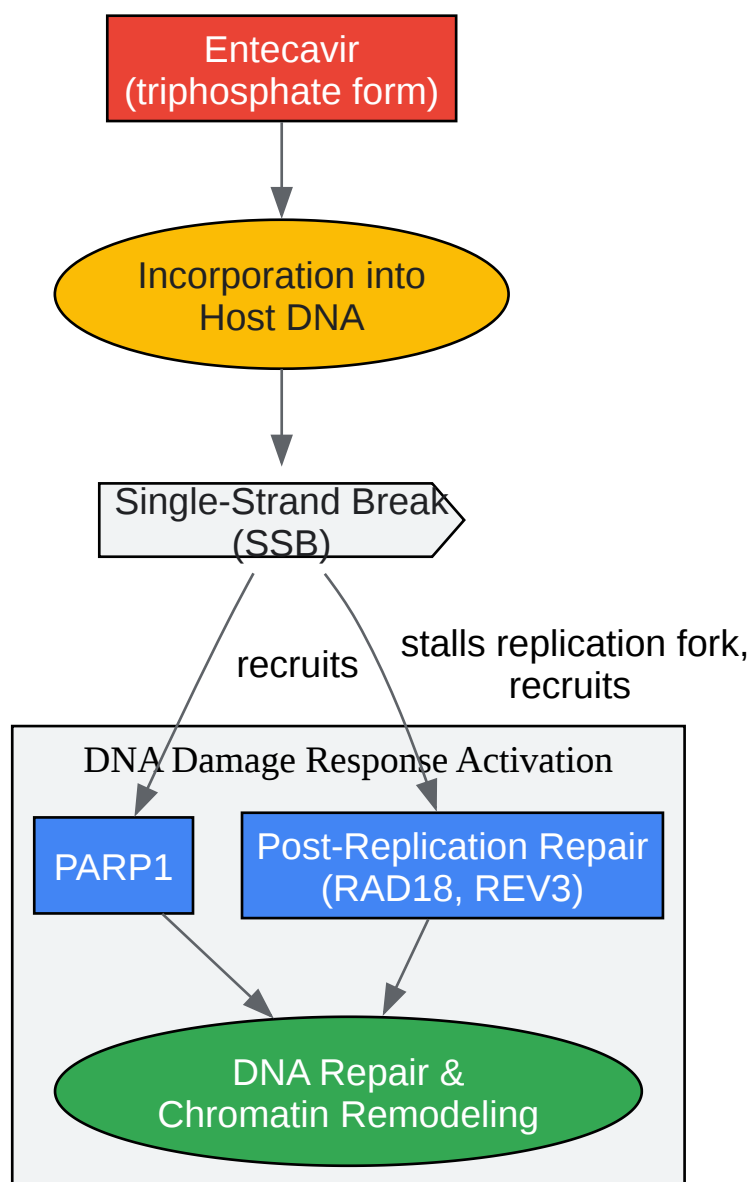 Entecavir
(triphosphate form)
Incorporation into
Host DNA
Single-Strand Break
(SSB)
recruits
stalls replication fork,
recruits
DNA Damage Response Activation
PARP1
Post-Replication Repair
(RAD18, REV3)
DNA Repair &
Chromatin Remodeling